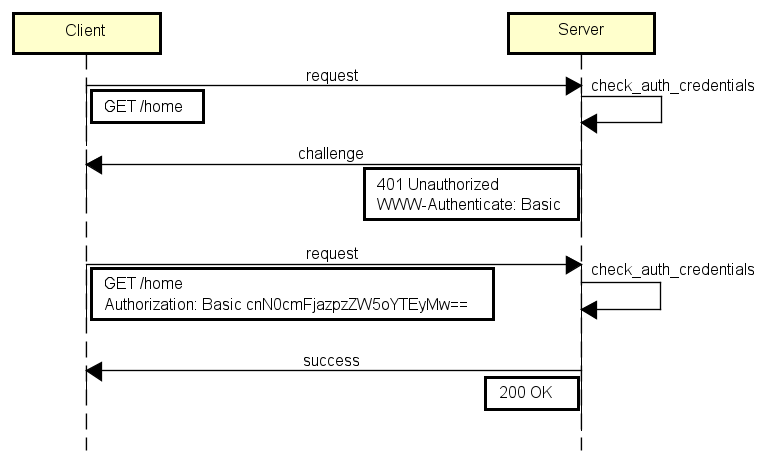 Client
Server
request
check_auth_credentials
GET /home
challenge
401 Unauthorized
WWW-Authenticate: Basic
request
check_auth_credentials
GET /home
Authorization: Basic cnN0cmFjazpzZW5oYTEyMw==
success
200 OK